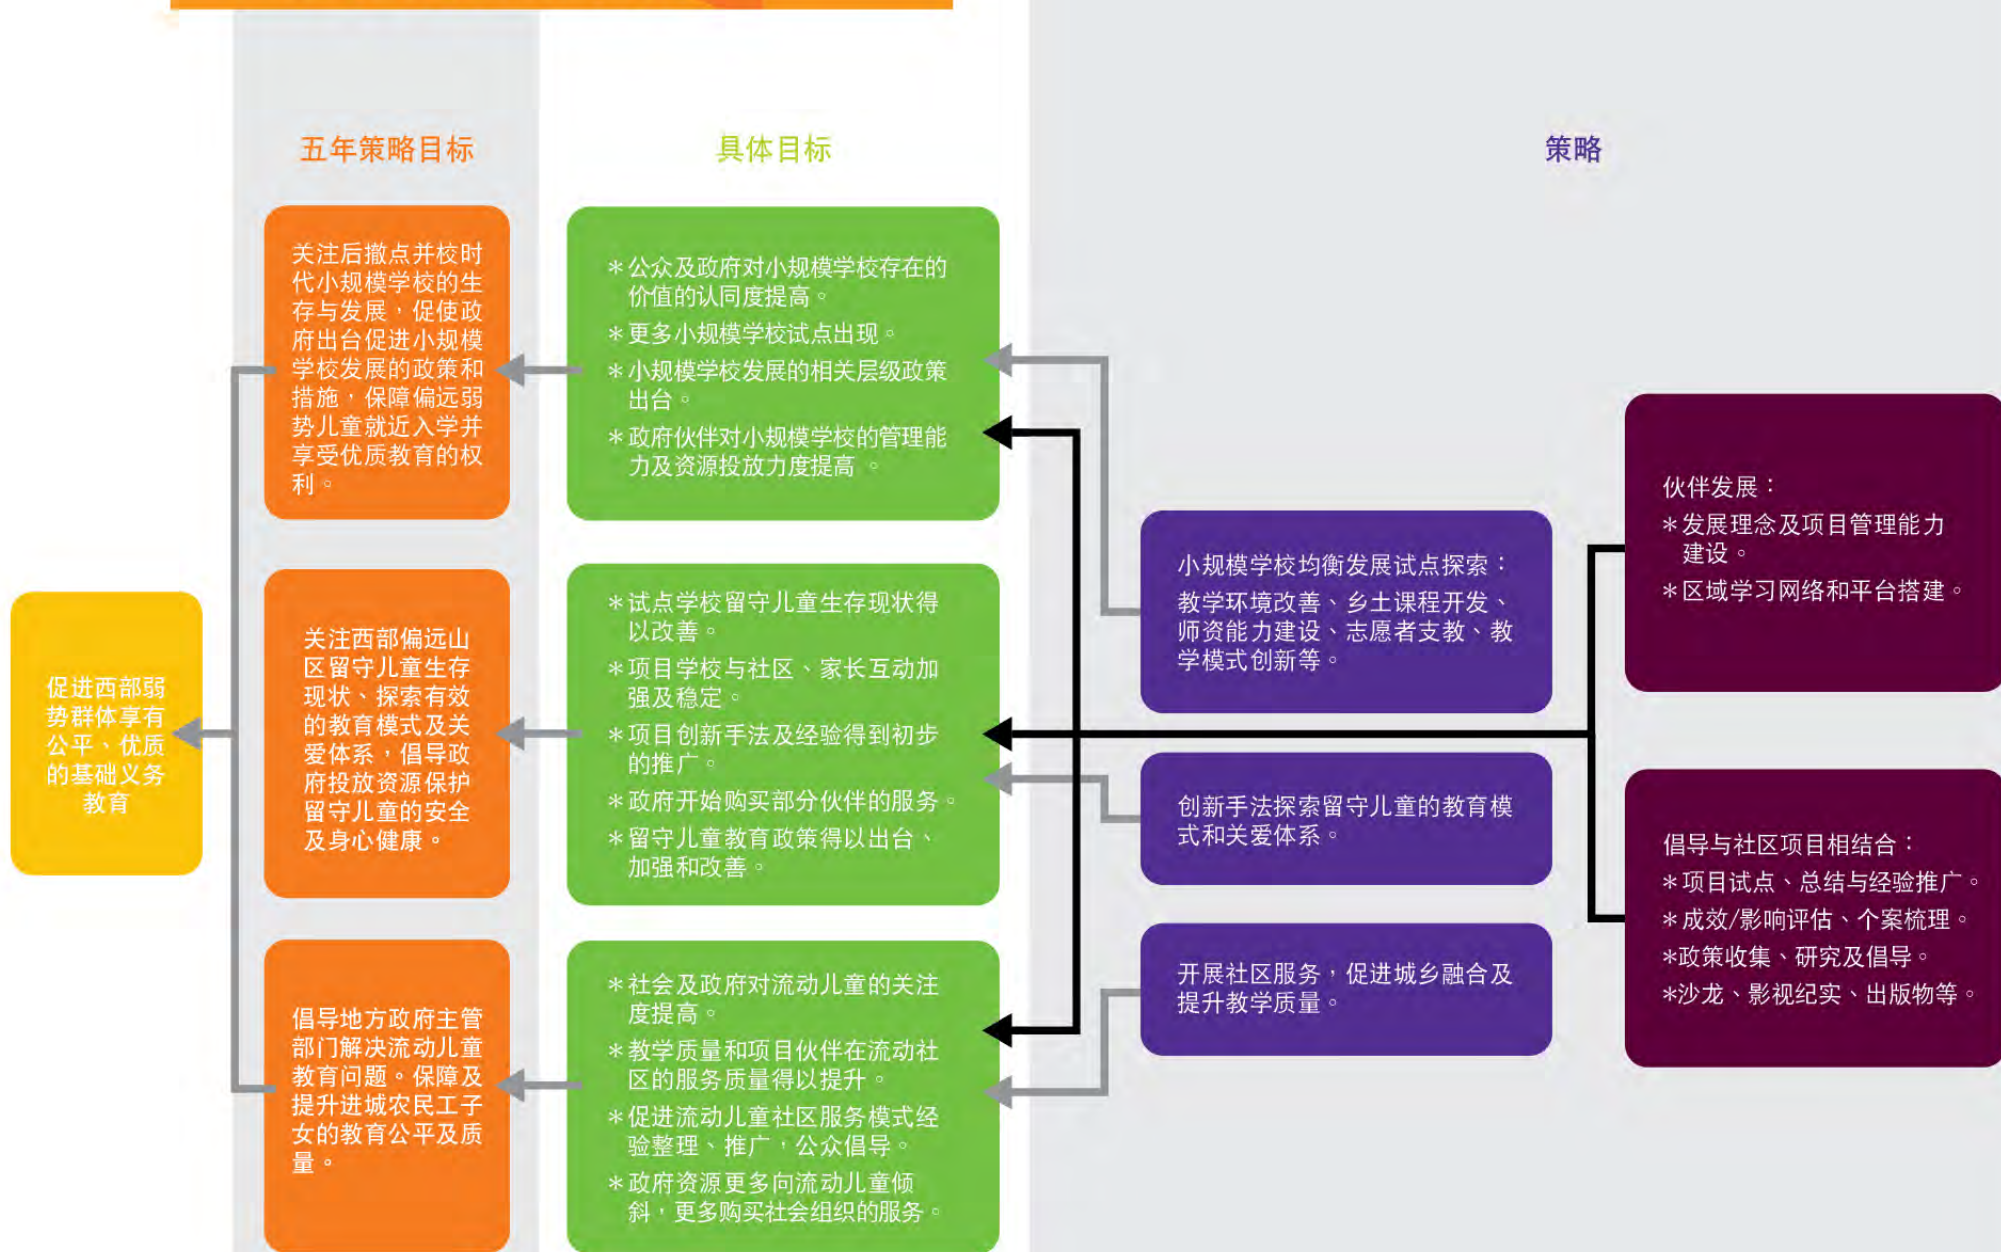 五年策略目标
具体目标
策略
促进西部弱
势群体享有
公平、优质
的基础义务
教育
关注后撤点并校时
代小规模学校的生
存与发展，促使政
府出台促进小规模
学校发展的政策和
措施，保障偏远弱
势儿童就近入学并
享受优质教育的权
利。
关注西部偏远山
区留守儿童生存
现状、探索有效
的教育模式及关
爱体系，倡导政
府投放资源保护
留守儿童的安全
及身心健康。
倡导地方政府主管
部门解决流动儿童
教育问题。保障及
提升进城农民工子
女的教育公平及质
量。
*公众及政府对小规模学校存在的
价值的认同度提高。
*更多小规模学校试点出现。
*小规模学校发展的相关层级政策
出台。
*政府伙伴对小规模学校的管理能
力及资源投放力度提高 。
*试点学校留守儿童生存现状得
以改善。
*项目学校与社区、家长互动加
强及稳定。
*项目创新手法及经验得到初步
的推广。
*政府开始购买部分伙伴的服务。
*留守儿童教育政策得以出台、
加强和改善。
*社会及政府对流动儿童的关注
度提高。
*教学质量和项目伙伴在流动社
区的服务质量得以提升。
*促进流动儿童社区服务模式经
验整理、推广，公众倡导。
*政府资源更多向流动儿童倾
斜，更多购买社会组织的服务。
小规模学校均衡发展试点探索：
教学环境改善、乡土课程开发、
师资能力建设、志愿者支教、教
学模式创新等。
创新手法探索留守儿童的教育模
式和关爱体系。
开展社区服务，促进城乡融合及
提升教学质量。
伙伴发展：
*发展理念及项目管理能力
建设。
*区域学习网络和平台搭建。
倡导与社区项目相结合：
*项目试点、总结与经验推广。
*成效/影响评估、个案梳理。
*政策收集、研究及倡导。
*沙龙、影视纪实、出版物等。